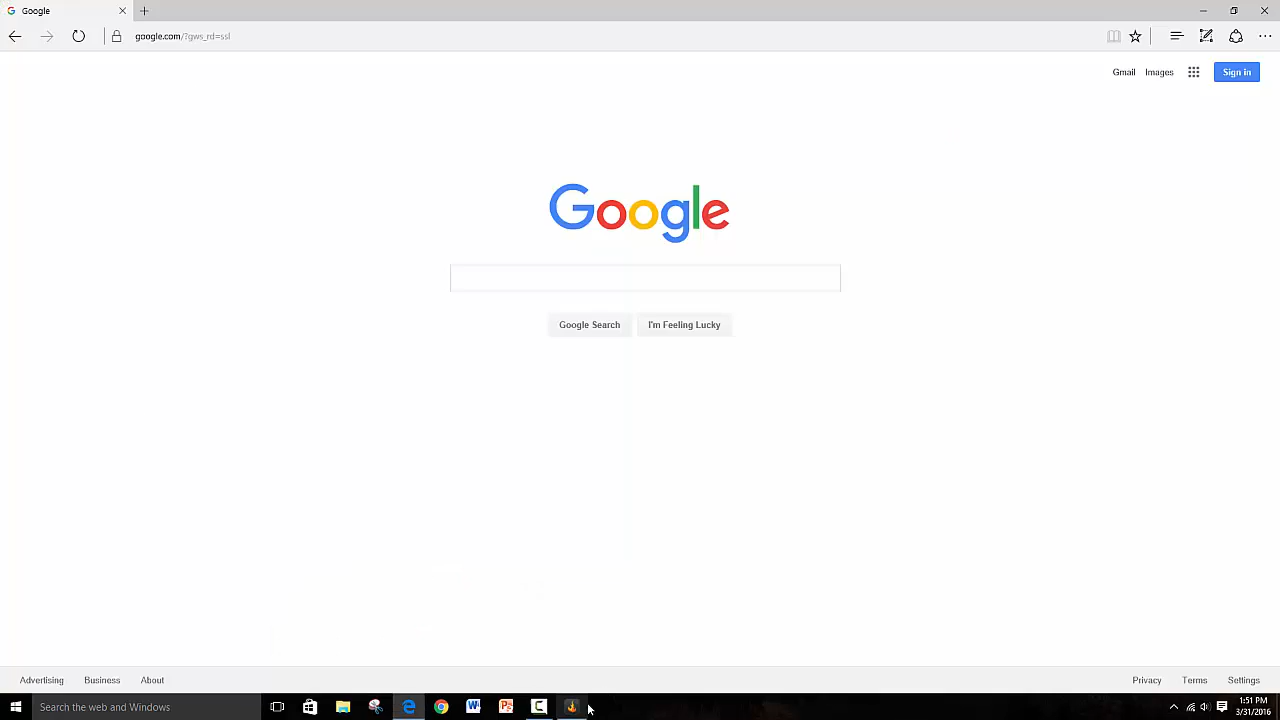 Google
google.com/?gws_rd=ssl
Gmail Images Sign in
Google
Google Search I'm Feeling Lucky
Advertising Business About Privacy Terms Settings
Search the web and Windows
1:51 PM
3/31/2016